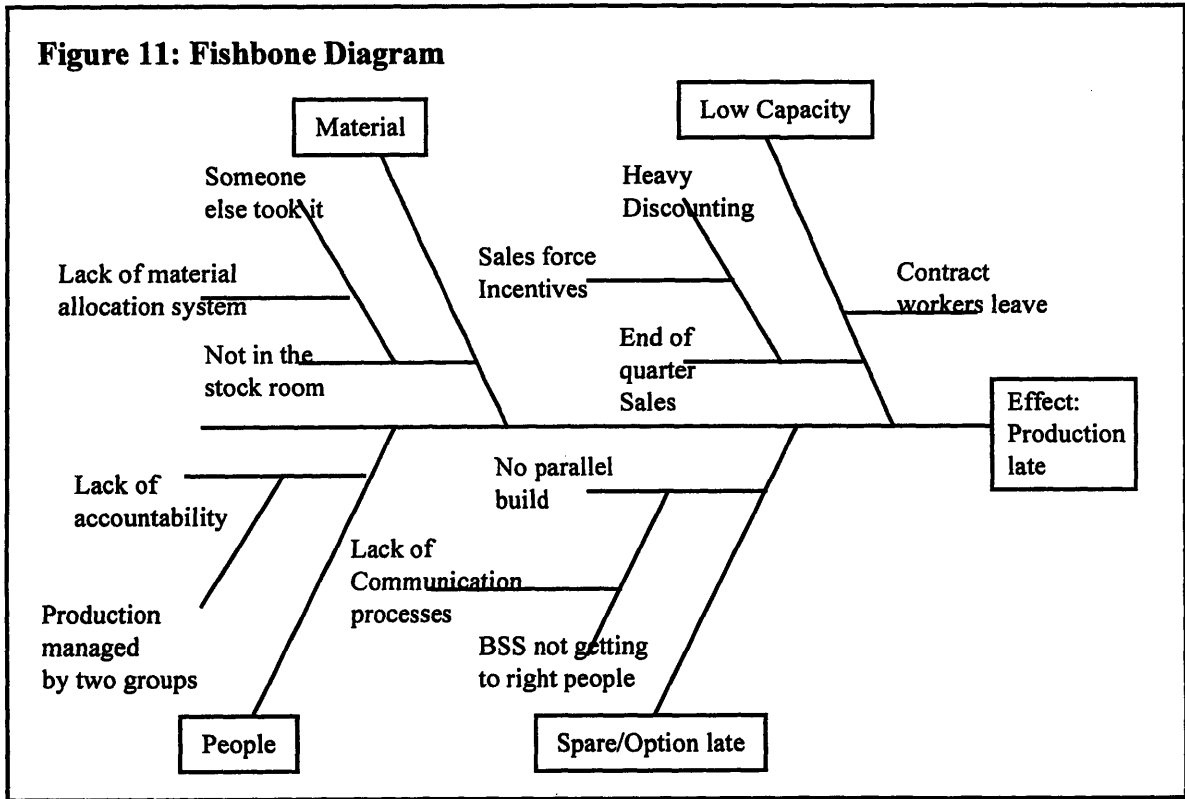 Figure 11: Fishbone Diagram
Material
Low Capacity
Someone
else took it
Heavy
Discounting
Lack of material
allocation system
Sales force
Incentives
Contract
workers leave
Not in the
stock room
End of
quarter
Sales
Effect:
Production
late
Lack of
accountability
No parallel
build
Lack of
Communication
processes
Production
managed
by two groups
BSS not getting
to right people
People
Spare/Option late